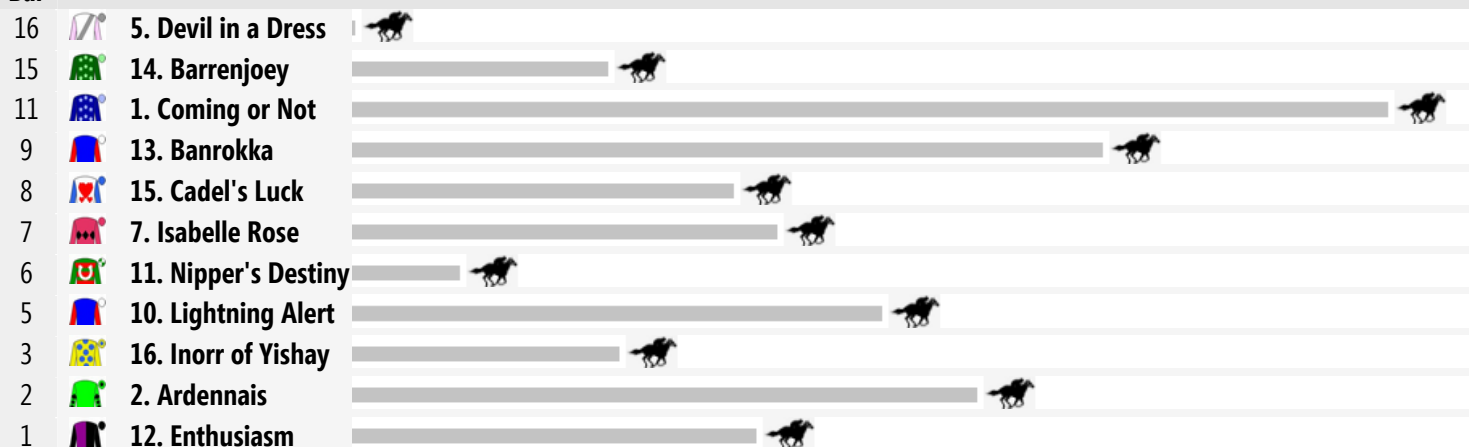 16 5. Devil in a Dress
15 14. Barrenjoey
11 1. Coming or Not
9 13. Banrokka
8 15. Cadel's Luck
7 7. Isabelle Rose
6 11. Nipper's Destiny
5 10. Lightning Alert
3 16. Inorr of Yishay
2 2. Ardennais
1 12. Enthusiasm